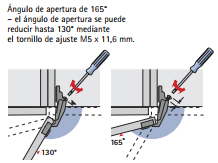 Ángulo de apertura de 165°
– el ángulo de apertura se puede
reducir hasta 130° mediante
el tornillo de ajuste M5 x 11,6 mm.
130°
165°